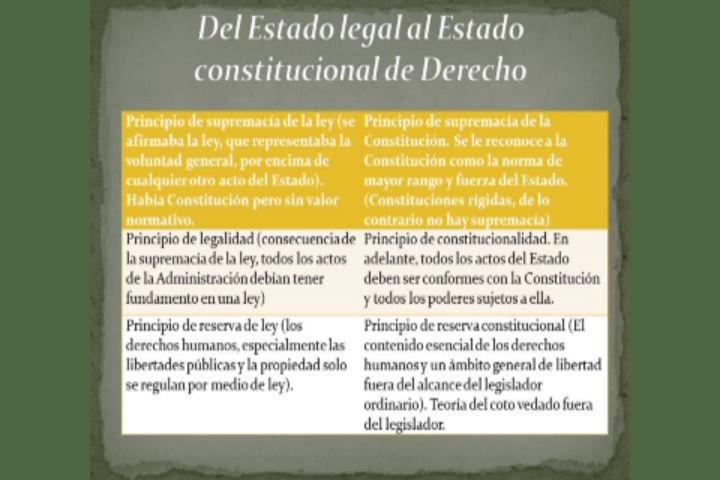 Del Estado legal al Estado
constitucional de Derecho
Principio de supremacía de la ley (se
afirmaba la ley, que representaba la
voluntad general, por encima de
cualquier otro acto del Estado).
Había Constitución pero sin valor
normativo.
Principio de supremacía de la
Constitución. Se le reconoce a la
Constitución como la norma de
mayor rango y fuerza del Estado.
(Constituciones rígidas, de lo
contrario no hay supremacía)
Principio de legalidad (consecuencia de
la supremacía de la ley, todos los actos
de la Administración debían tener
fundamento en una ley)
Principio de constitucionalidad. En
adelante, todos los actos del Estado
deben ser conformes con la Constitución
y todos los poderes sujetos a ella.
Principio de reserva de ley (los
derechos humanos, especialmente las
libertades públicas y la propiedad solo
se regulan por medio de ley).
Principio de reserva constitucional (El
contenido esencial de los derechos
humanos y un ámbito general de libertad
fuera del alcance del legislador
ordinario). Teoría del coto vedado fuera
del legislador.